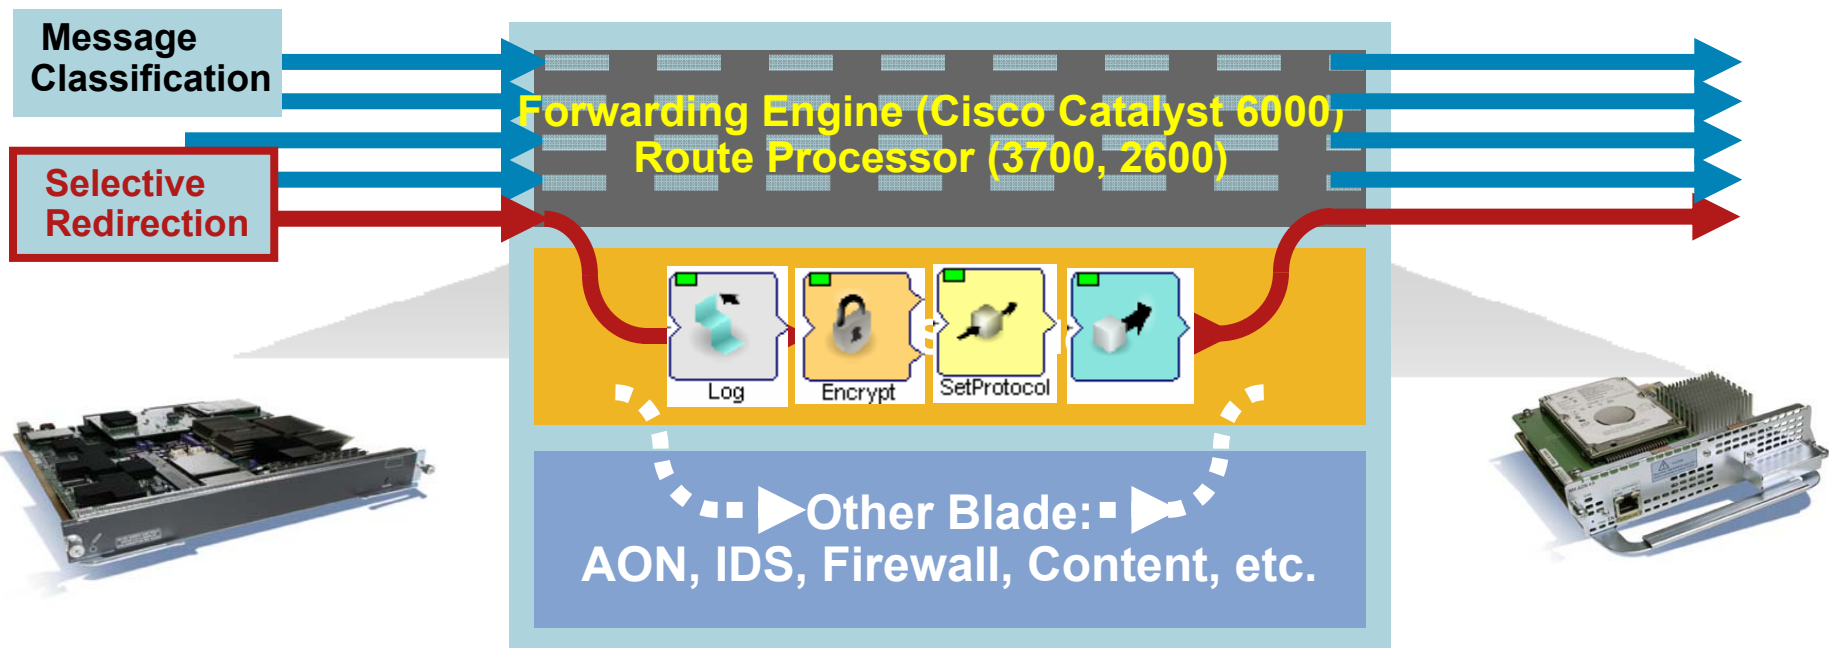 Message
Classification
Selective
Redirection
Forwarding Engine (Cisco Catalyst 6000)
Route Processor (3700, 2600)
Log
Encrypt
SetProtocol
Other Blade:
AON, IDS, Firewall, Content, etc.